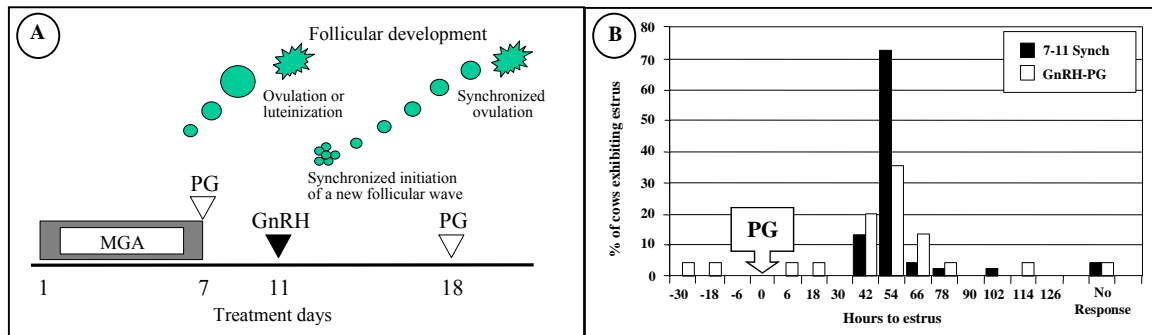 A
Follicular development
Ovulation or
luteinization
Synchronized
ovulation
Synchronized initiation
of a new follicular wave
PG
GnRH
PG
MGA
1 7 11 18
Treatment days
B
% of cows exhibiting estrus
80
70
60
50
40
30
20
10
0
7-11 Synch
GnRH-PG
PG
-30 -18 -6 0 6 18 30 42 54 66 78 90 102 114 126 No
Response
Hours to estrus